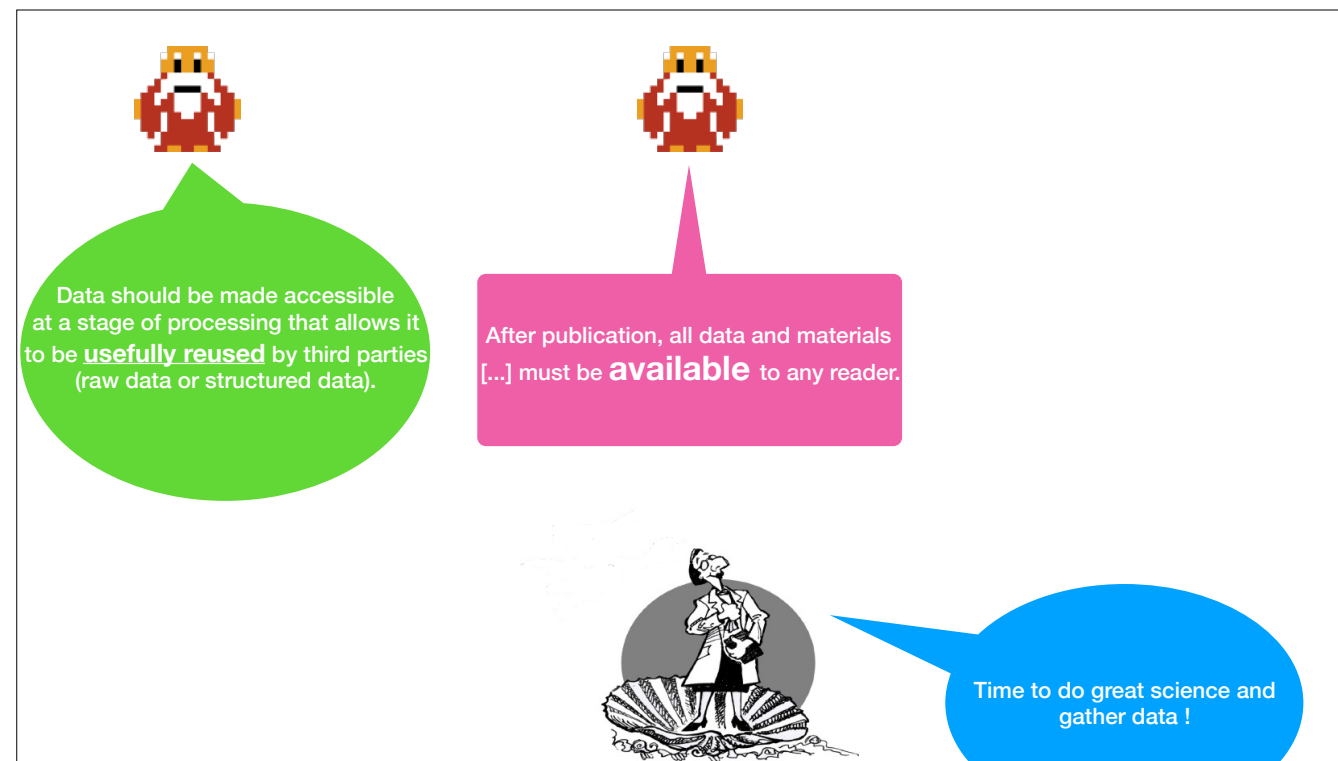 Data should be made accessible
at a stage of processing that allows it
to be usefully reused by third parties
(raw data or structured data).
After publication, all data and materials
[...] must be available to any reader.
Time to do great science and
gather data !